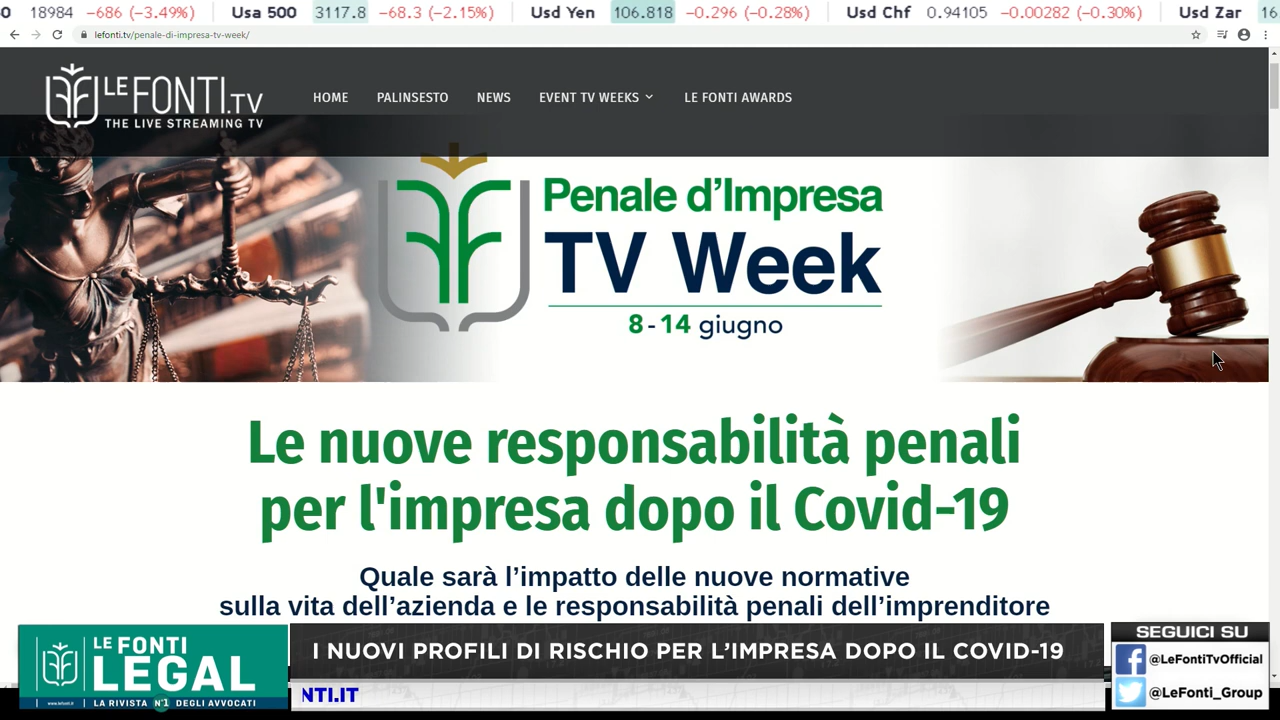 0 18984 −686 (−3.49%) Usa 500 3117.8 −68.3 (−2.15%) Usd Yen 106.818 −0.296 (−0.28%) Usd Chf 0.94105 −0.00282 (−0.30%) Usd Zar 16
lefonti.tv/penale-di-impresa-tv-week/
LE FONTI.TV
THE LIVE STREAMING TV
HOME PALINSESTO NEWS EVENT TV WEEKS LE FONTI AWARDS
Penale d’Impresa
TV Week
8 - 14 giugno
Le nuove responsabilità penali
per l'impresa dopo il Covid-19
Quale sarà l’impatto delle nuove normative
sulla vita dell’azienda e le responsabilità penali dell’imprenditore
LE FONTI
LEGAL
www.lefonti.it LA RIVISTA N°1 DEGLI AVVOCATI
I NUOVI PROFILI DI RISCHIO PER L’IMPRESA DOPO IL COVID-19
NTI.IT
SEGUICI SU
@LeFontiTvOfficial
@LeFonti_Group